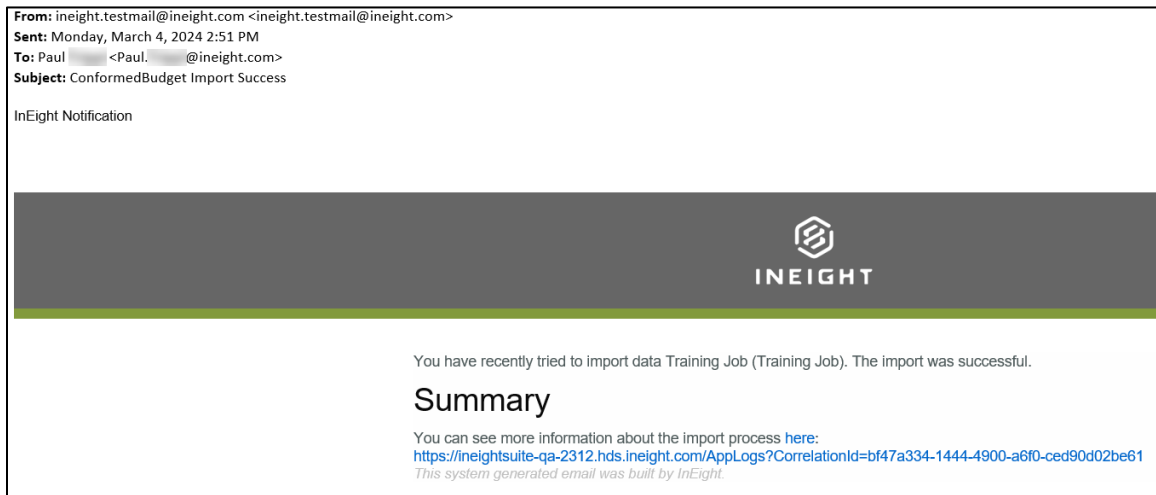 From: ineight.testmail@ineight.com <ineight.testmail@ineight.com>
Sent: Monday, March 4, 2024 2:51 PM
To: Paul <Paul. @ineight.com>
Subject: ConformedBudget Import Success
InEight Notification
INEIGHT
You have recently tried to import data Training Job (Training Job). The import was successful.
Summary
You can see more information about the import process here:
https://ineightsuite-qa-2312.hds.ineight.com/AppLogs?CorrelationId=bf47a334-1444-4900-a6f0-ced90d02be61
This system generated email was built by InEight.